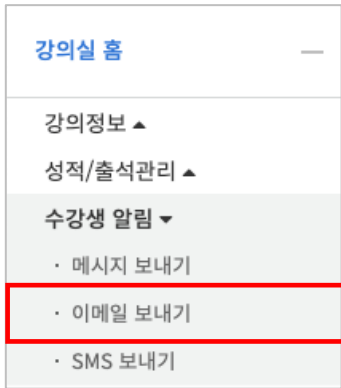 강의실 홈
강의정보 ▲
성적/출석관리 ▲
수강생 알림 ▼
· 메시지 보내기
· 이메일 보내기
· SMS 보내기